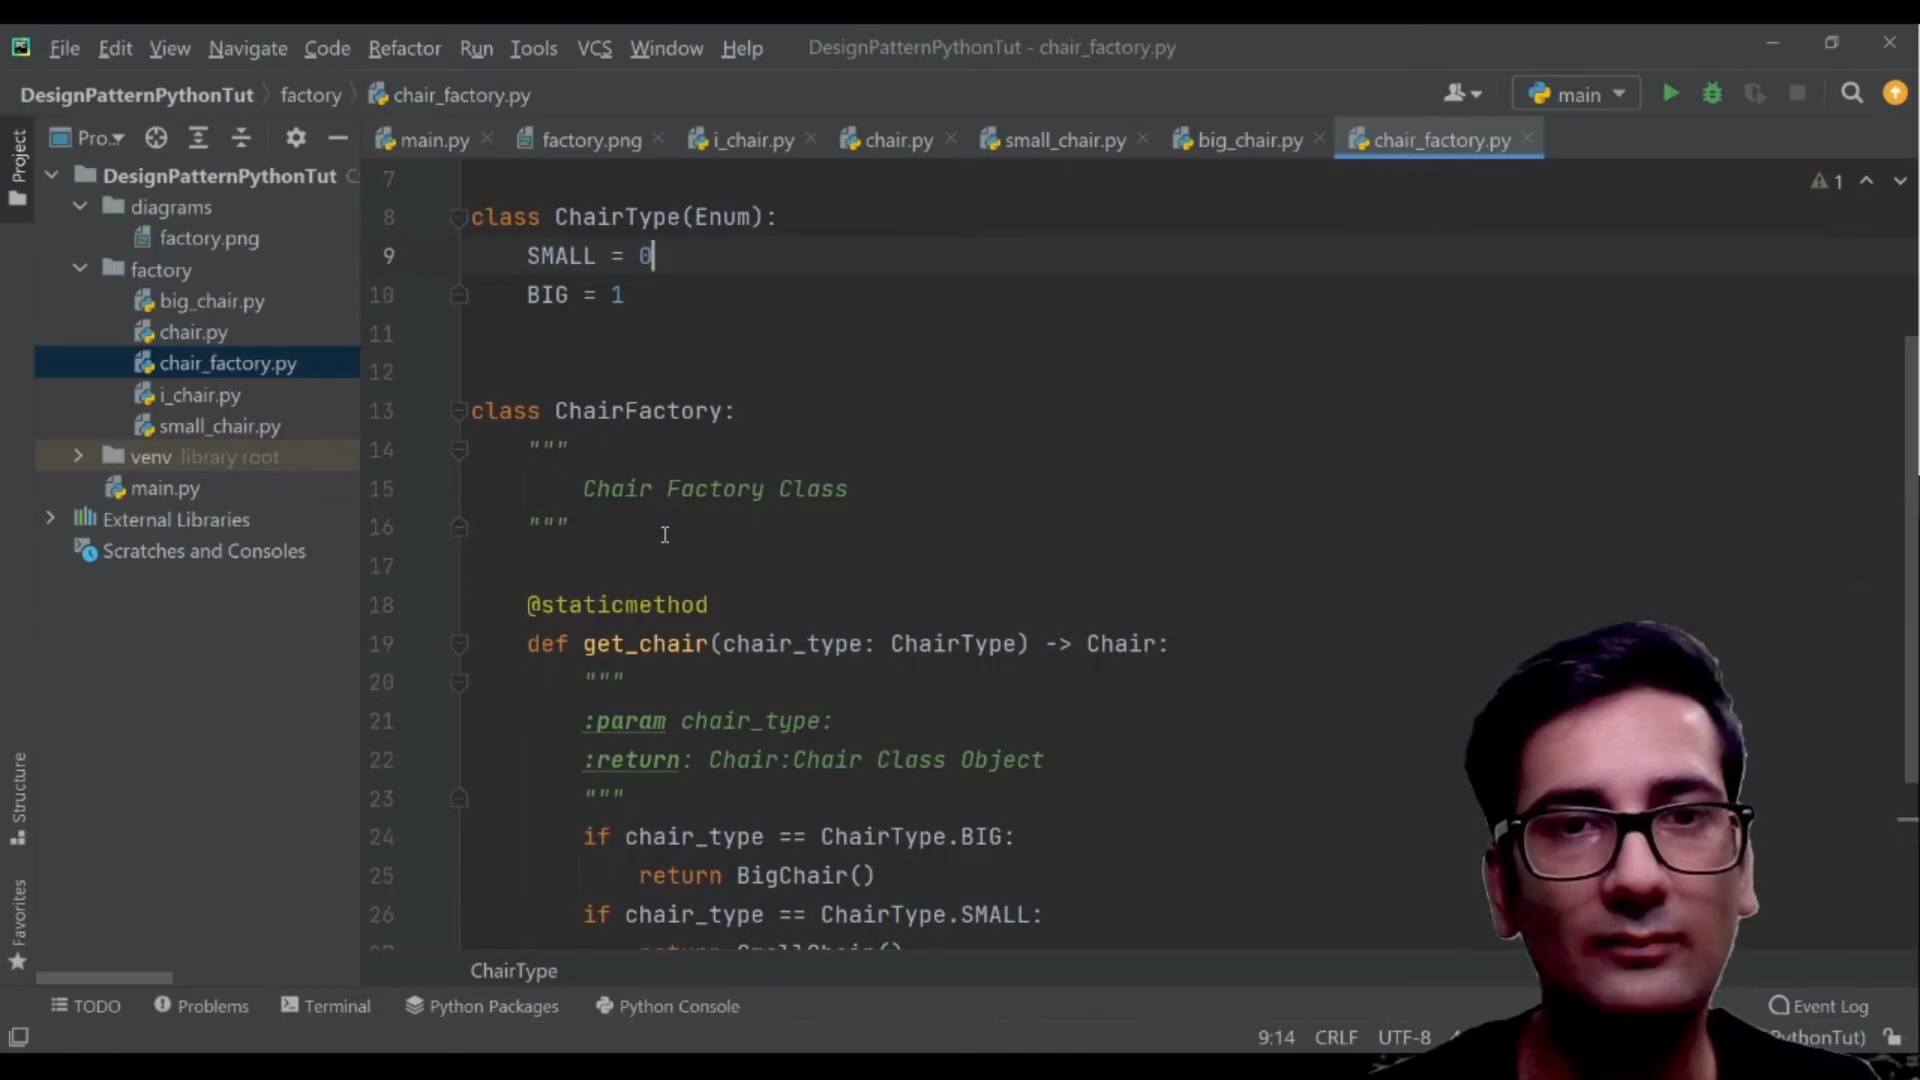 File Edit View Navigate Code Refactor Run Tools VCS Window Help DesignPatternPythonTut - chair_factory.py
DesignPatternPythonTut factory chair_factory.py main
Project
Pro...
main.py factory.png i_chair.py chair.py small_chair.py big_chair.py chair_factory.py
DesignPatternPythonTut
diagrams
factory.png
factory
big_chair.py
chair.py
chair_factory.py
i_chair.py
small_chair.py
venv library root
main.py
External Libraries
Scratches and Consoles
Structure
Favorites
1
7
8 class ChairType(Enum):
9 SMALL = 0
10 BIG = 1
11
12
13 class ChairFactory:
14 """
15 Chair Factory Class
16 """
17
18 @staticmethod
19 def get_chair(chair_type: ChairType) -> Chair:
20 """
21 :param chair_type:
22 :return: Chair:Chair Class Object
23 """
24 if chair_type == ChairType.BIG:
25 return BigChair()
26 if chair_type == ChairType.SMALL:
ChairType
TODO Problems Terminal Python Packages Python Console Event Log
9:14 CRLF UTF-8 ythonTut)